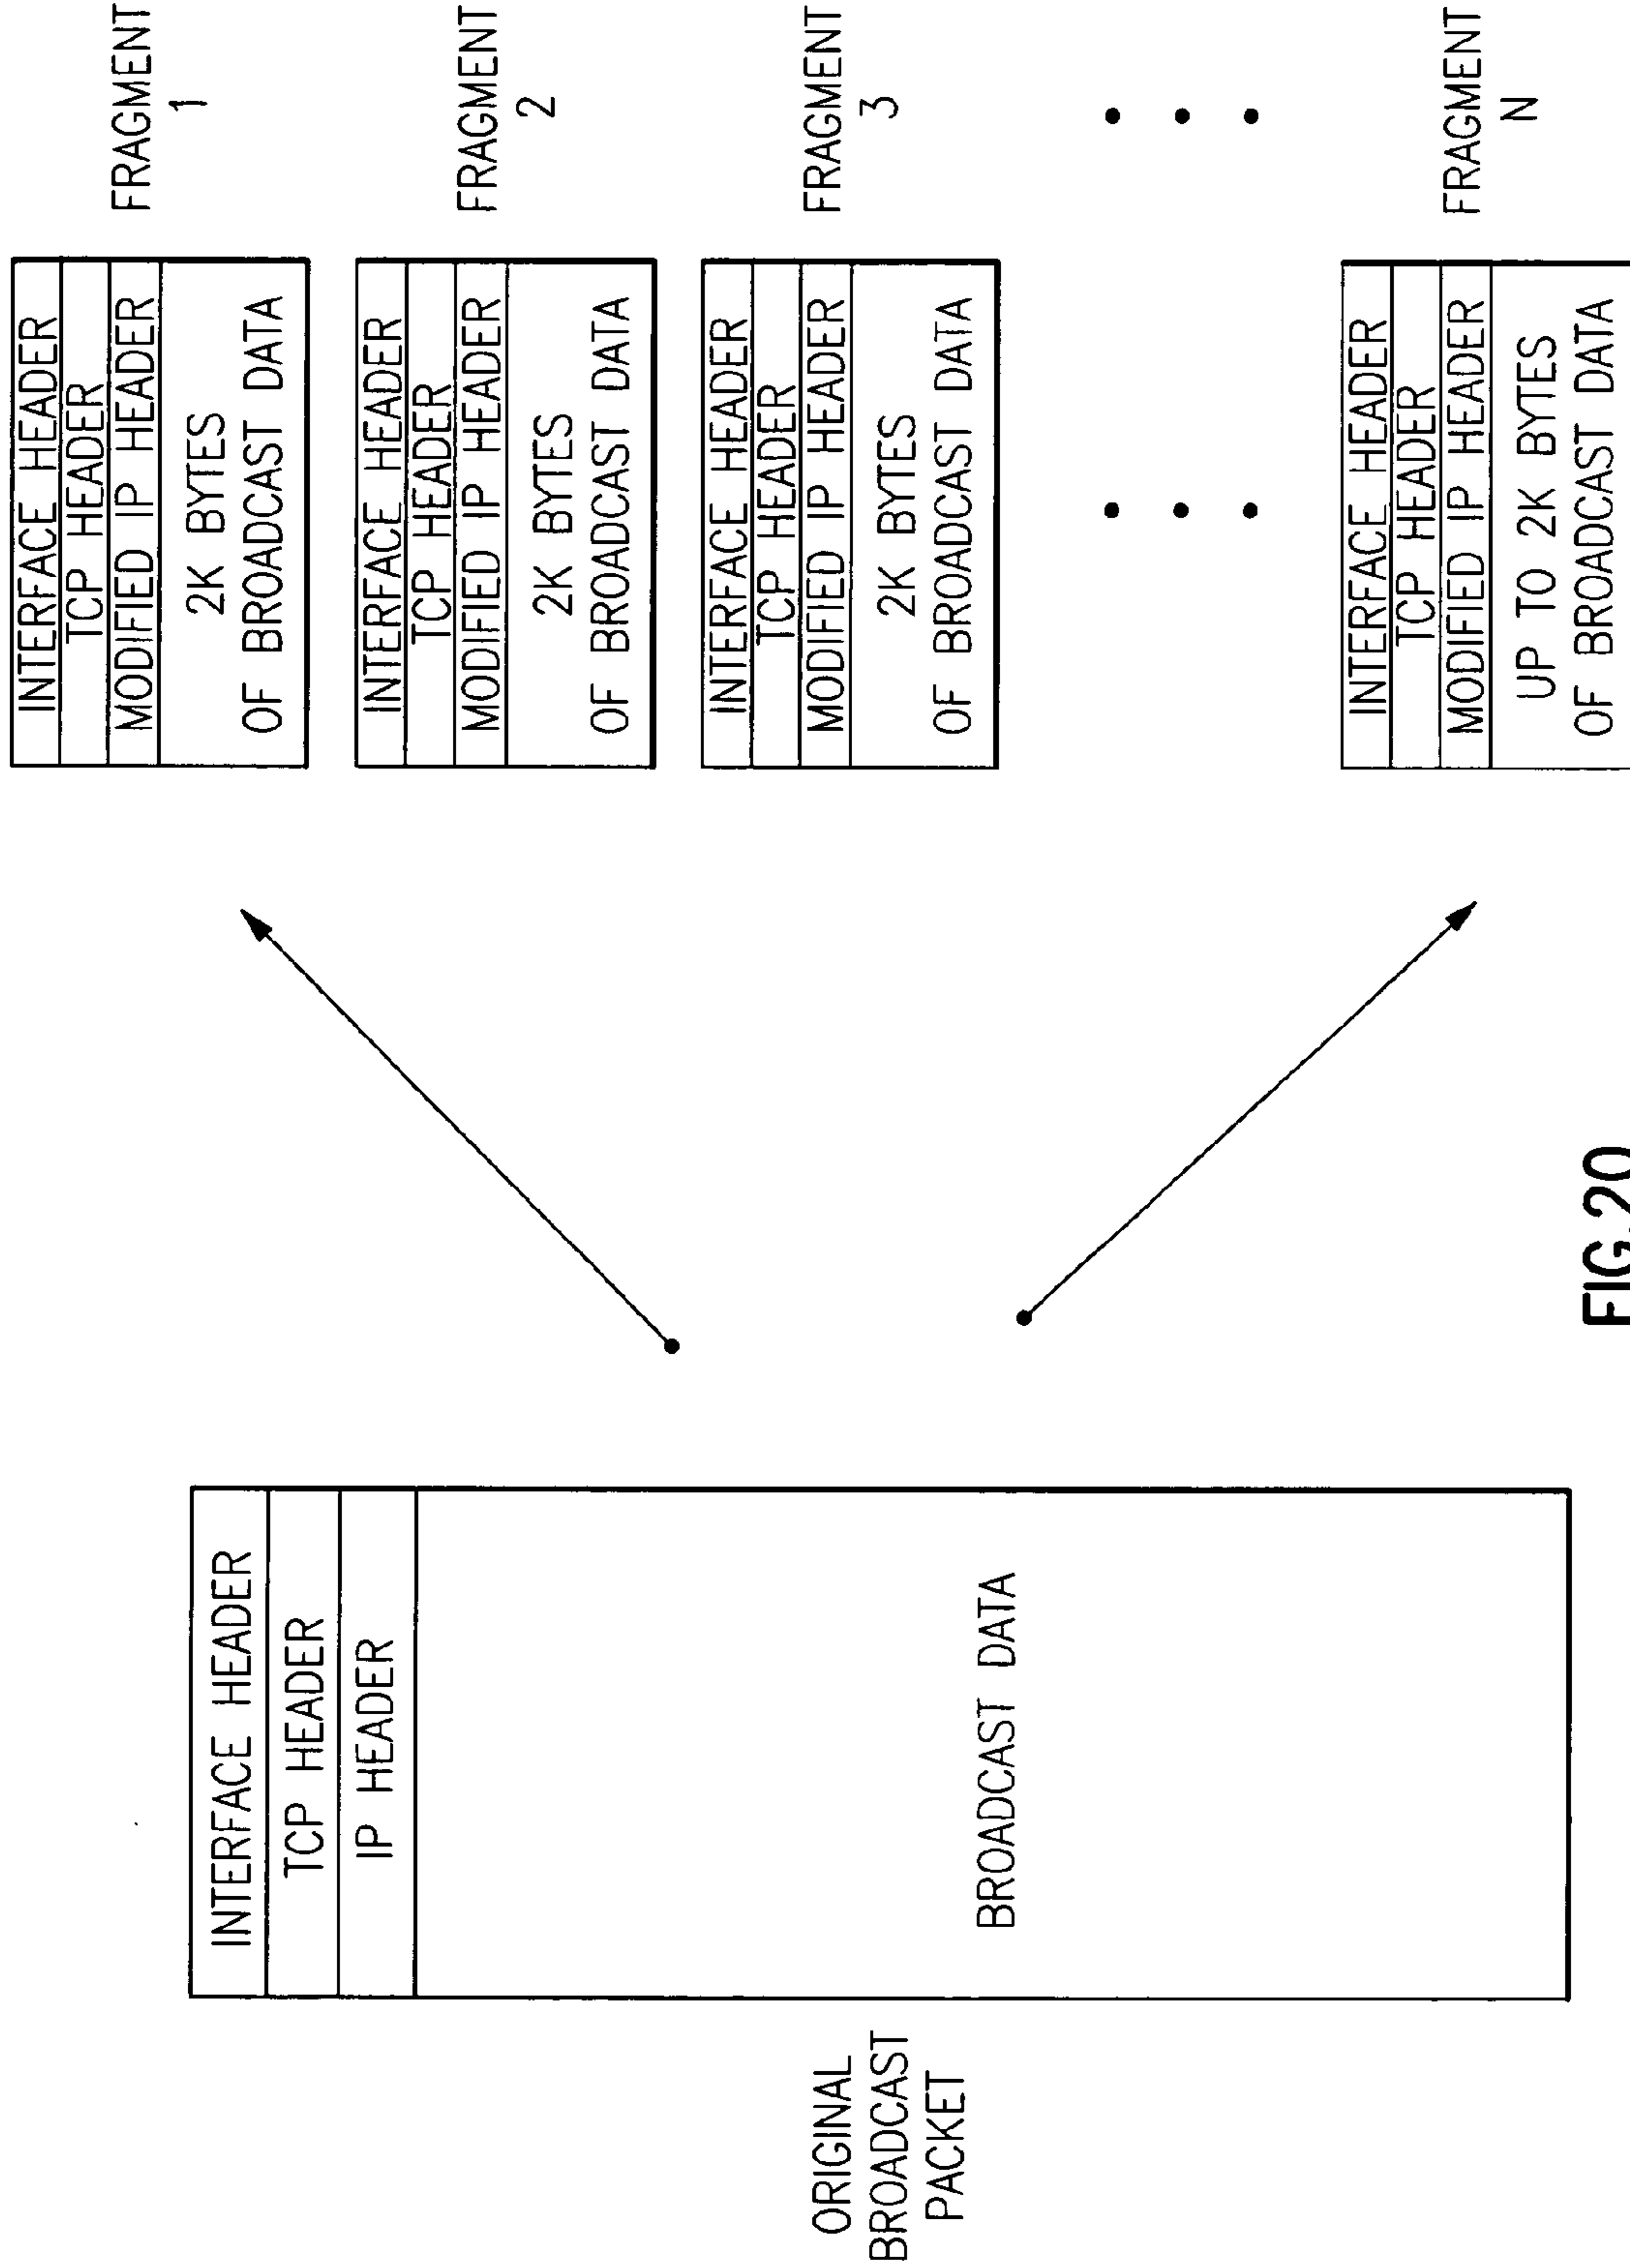 ORIGINAL
BROADCAST
PACKET
INTERFACE HEADER
TCP HEADER
IP HEADER
BROADCAST DATA
INTERFACE HEADER
TCP HEADER
MODIFIED IP HEADER
2K BYTES
OF BROADCAST DATA
FRAGMENT
1
INTERFACE HEADER
TCP HEADER
MODIFIED IP HEADER
2K BYTES
OF BROADCAST DATA
FRAGMENT
2
INTERFACE HEADER
TCP HEADER
MODIFIED IP HEADER
2K BYTES
OF BROADCAST DATA
FRAGMENT
3
INTERFACE HEADER
TCP HEADER
MODIFIED IP HEADER
UP TO 2K BYTES
OF BROADCAST DATA
FRAGMENT
N
FIG.20